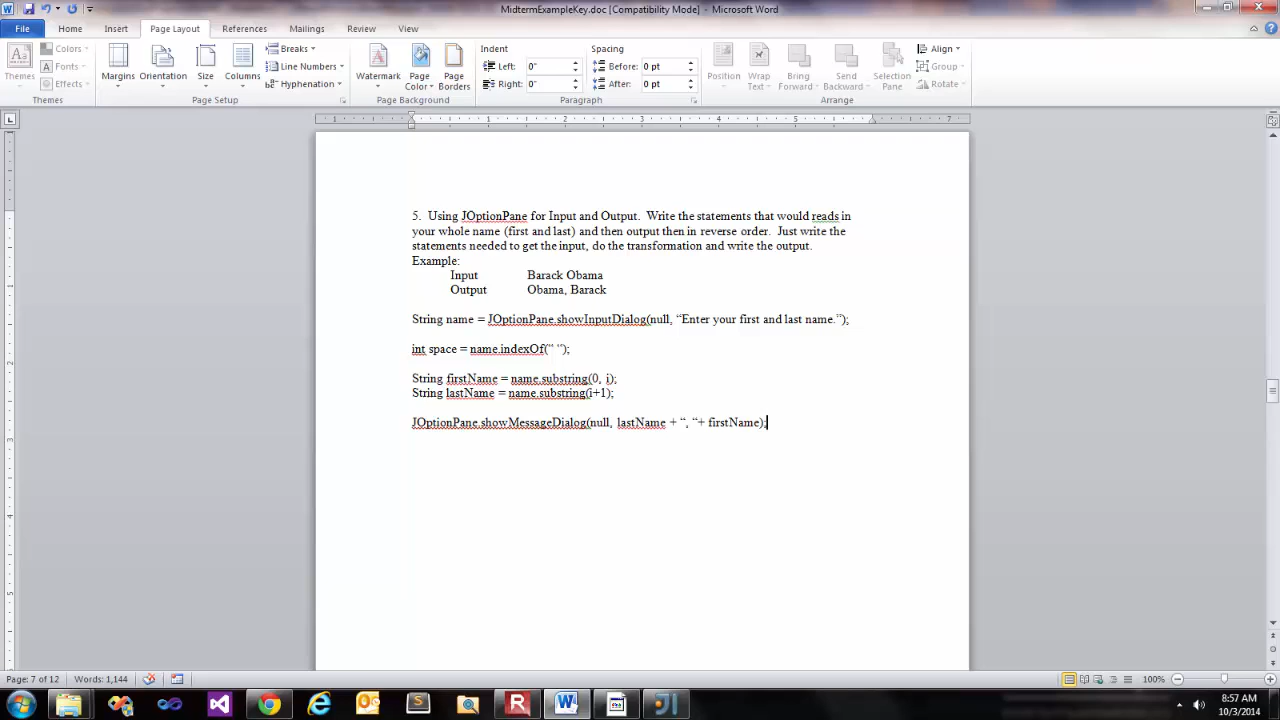 MidtermExampleKey.doc [Compatibility Mode] - Microsoft Word
File Home Insert Page Layout References Mailings Review View
Themes
Colors
Fonts
Effects
Themes
Margins Orientation Size Columns
Breaks
Line Numbers
Hyphenation
Page Setup
Watermark Page Color Page Borders
Page Background
Indent
Left: 0"
Right: 0"
Spacing
Before: 0 pt
After: 0 pt
Paragraph
Position Wrap Text Bring Forward Send Backward Selection Pane
Align
Group
Rotate
Arrange
1 1 2 3 4 5 7
5. Using JOptionPane for Input and Output. Write the statements that would reads in
your whole name (first and last) and then output then in reverse order. Just write the
statements needed to get the input, do the transformation and write the output.
Example:
Input Barack Obama
Output Obama, Barack
String name = JOptionPane.showInputDialog(null, “Enter your first and last name.”);
int space = name.indexOf(“ “);
String firstName = name.substring(0, i);
String lastName = name.substring(i+1);
JOptionPane.showMessageDialog(null, lastName + “, “+ firstName);
Page: 7 of 12 Words: 1,144 100%
8:57 AM
10/3/2014